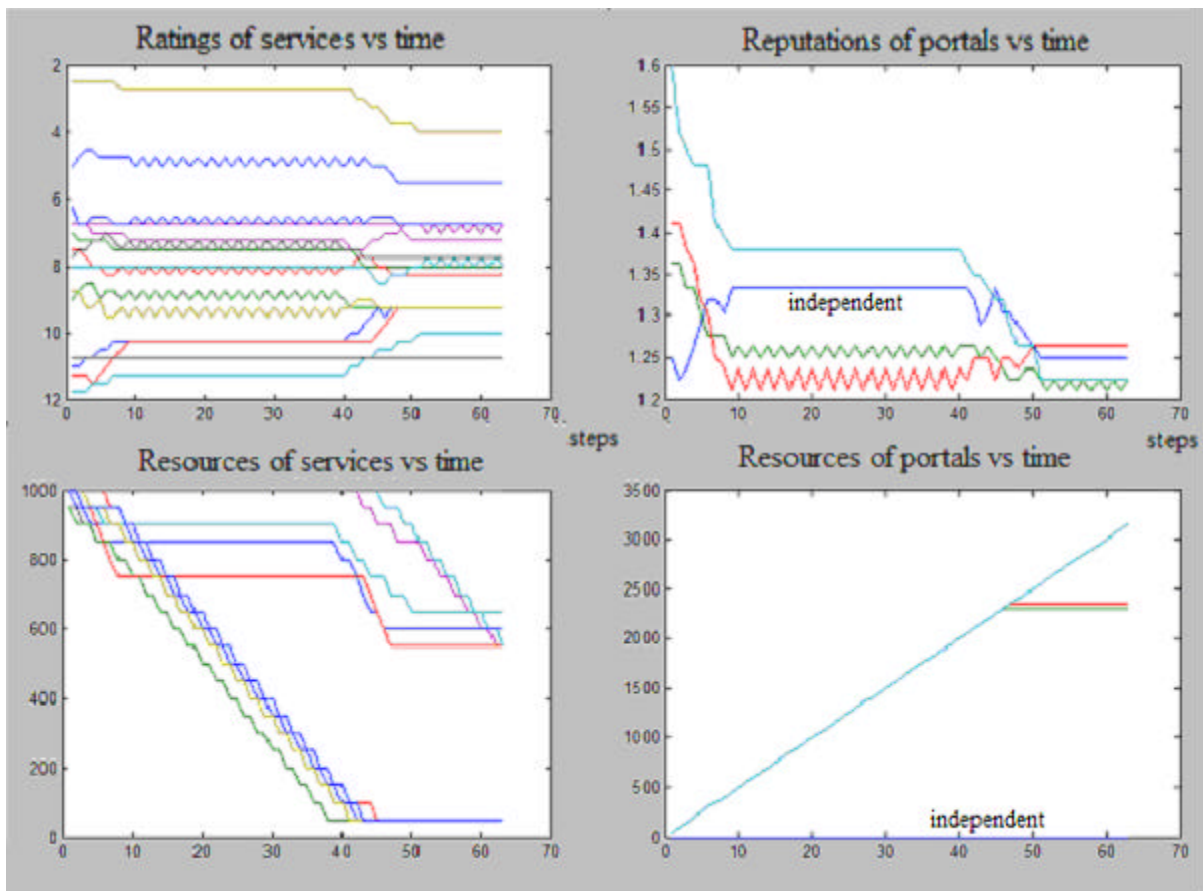 Ratings of services vs time
2
4
6
8
10
12
0 10 20 30 40 50 60 70
steps
Reputations of portals vs time
1.6
1.55
1.5
1.45
1.4
1.35
1.3
1.25
1.2
independent
0 10 20 30 40 50 60 70
steps
Resources of services vs time
1000
800
600
400
200
0
0 10 20 30 40 50 60 70
Resources of portals vs time
3500
3000
2500
2000
1500
1000
500
0
independent
0 10 20 30 40 50 60 70